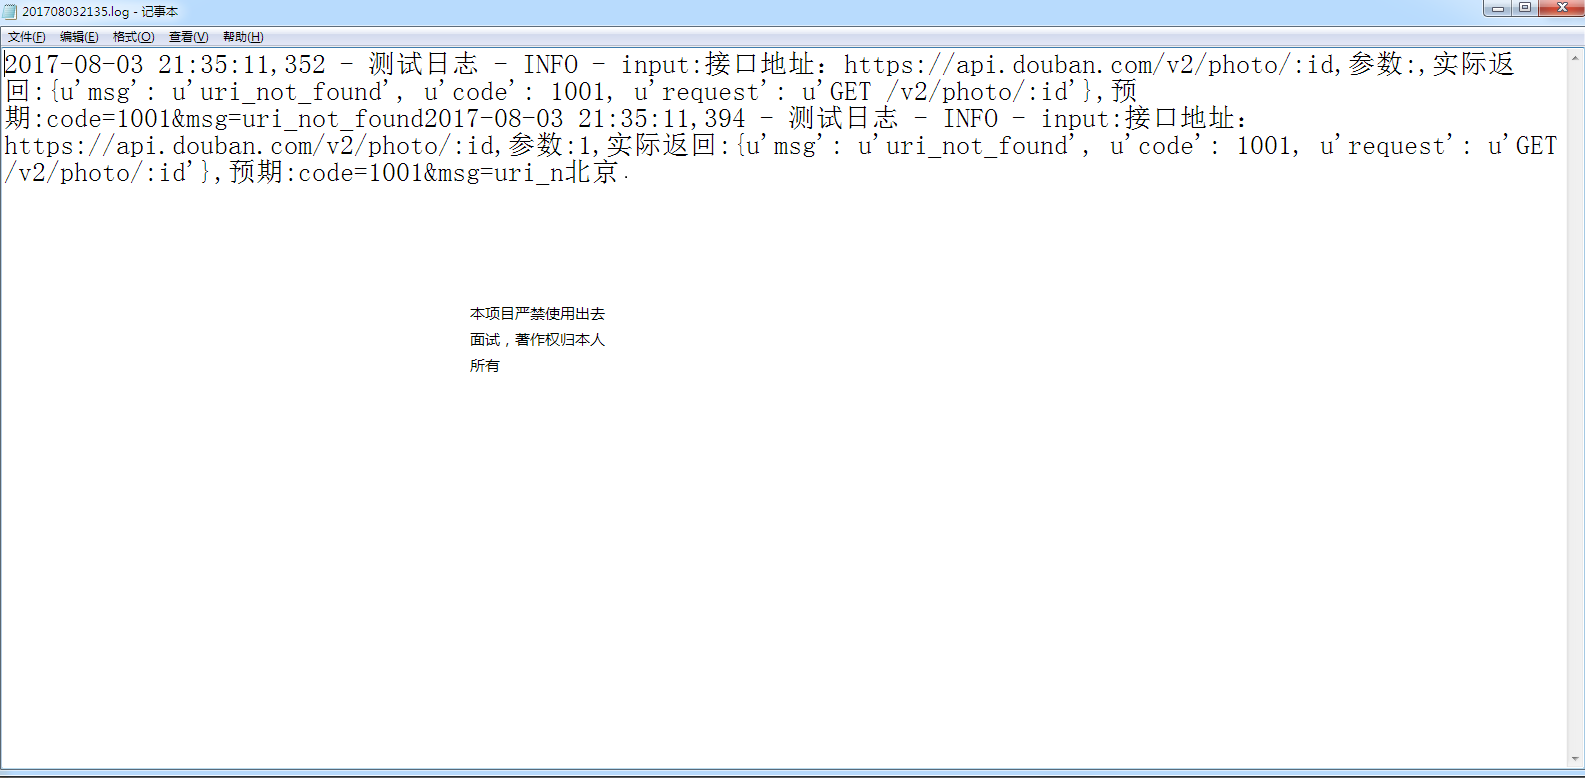 201708032135.log - 记事本
文件(F) 编辑(E) 格式(O) 查看(V) 帮助(H)
2017-08-03 21:35:11,352 - 测试日志 - INFO - input:接口地址：https://api.douban.com/v2/photo/:id,参数:,实际返
回:{u'msg': u'uri_not_found', u'code': 1001, u'request': u'GET /v2/photo/:id'},预
期:code=1001&msg=uri_not_found2017-08-03 21:35:11,394 - 测试日志 - INFO - input:接口地址：
https://api.douban.com/v2/photo/:id,参数:1,实际返回:{u'msg': u'uri_not_found', u'code': 1001, u'request': u'GET
/v2/photo/:id'},预期:code=1001&msg=uri_n北京.
本项目严禁使用出去
面试，著作权归本人
所有